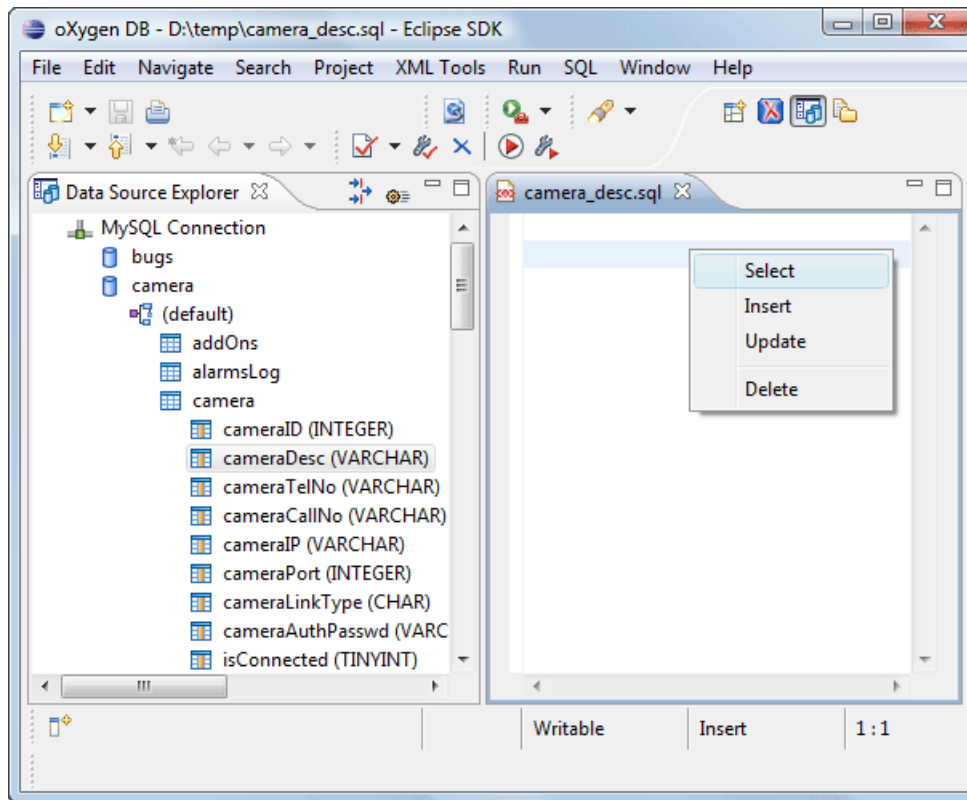 oXygen DB - D:\temp\camera_desc.sql - Eclipse SDK
File Edit Navigate Search Project XML Tools Run SQL Window Help
Data Source Explorer
MySQL Connection
bugs
camera
(default)
addOns
alarmsLog
camera
cameraID (INTEGER)
cameraDesc (VARCHAR)
cameraTelNo (VARCHAR)
cameraCallNo (VARCHAR)
cameraIP (VARCHAR)
cameraPort (INTEGER)
cameraLinkType (CHAR)
cameraAuthPasswd (VARC
isConnected (TINYINT)
camera_desc.sql
Select
Insert
Update
Delete
Writable Insert 1 : 1